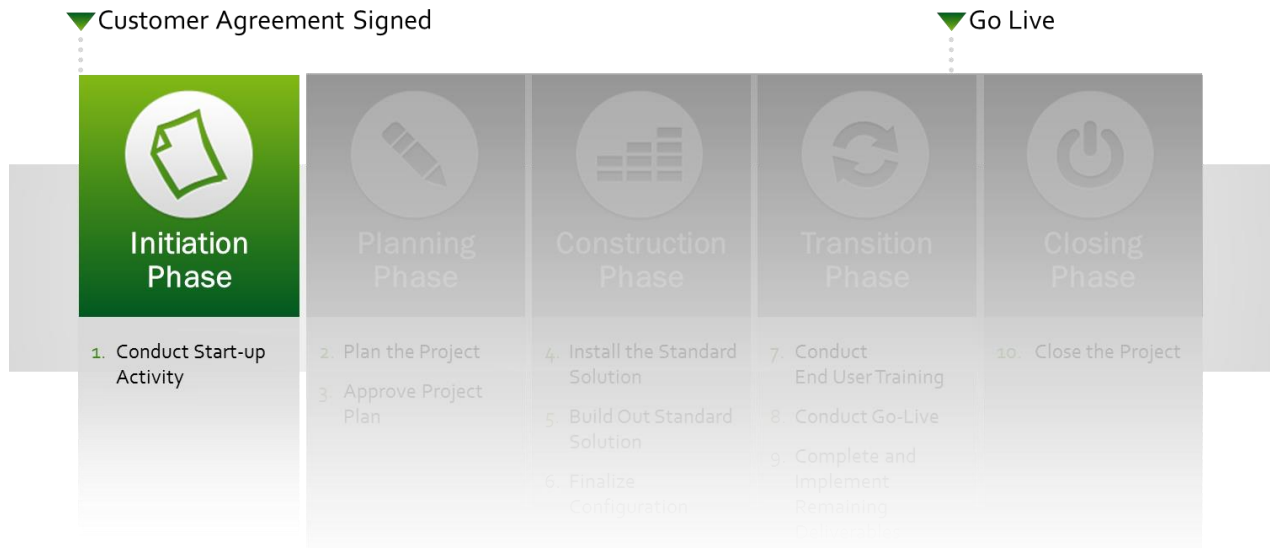 Customer Agreement Signed
Go Live
Initiation
Phase
Planning
Phase
Construction
Phase
Transition
Phase
Closing
Phase
1. Conduct Start-up
Activity
2. Plan the Project
3. Approve Project
Plan
4. Install the Standard
Solution
5. Build Out Standard
Solution
6. Finalize
Configuration
7. Conduct
End User Training
8. Conduct Go-Live
9. Complete and
Implement
Remaining
10. Close the Project